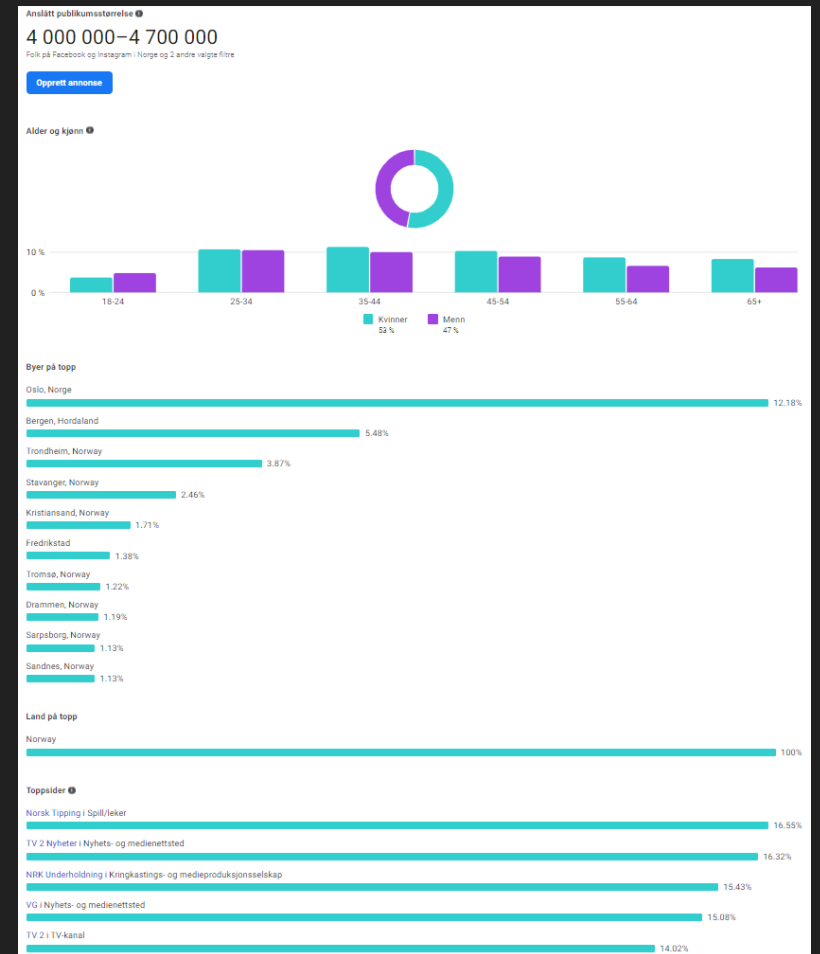 Anslått publikumsstørrelse
4 000 000–4 700 000
Folk på Facebook og Instagram i Norge og 2 andre valgte filtre
Opprett annonse
Alder og kjønn
10 %
0 %
18-24
25-34
35-44
45-54
55-64
65+
Kvinner
53 %
Menn
47 %
Byer på topp
Oslo, Norge
12.18%
Bergen, Hordaland
5.48%
Trondheim, Norway
3.87%
Stavanger, Norway
2.46%
Kristiansand, Norway
1.71%
Fredrikstad
1.38%
Tromsø, Norway
1.22%
Drammen, Norway
1.19%
Sarpsborg, Norway
1.13%
Sandnes, Norway
1.13%
Land på topp
Norway
100%
Toppsider
Norsk Tipping i Spill/leker
16.55%
TV 2 Nyheter i Nyhets- og medienettsted
16.32%
NRK Underholdning i Kringkastings- og medieproduksjonsselskap
15.43%
VG i Nyhets- og medienettsted
15.08%
TV 2 i TV-kanal
14.02%